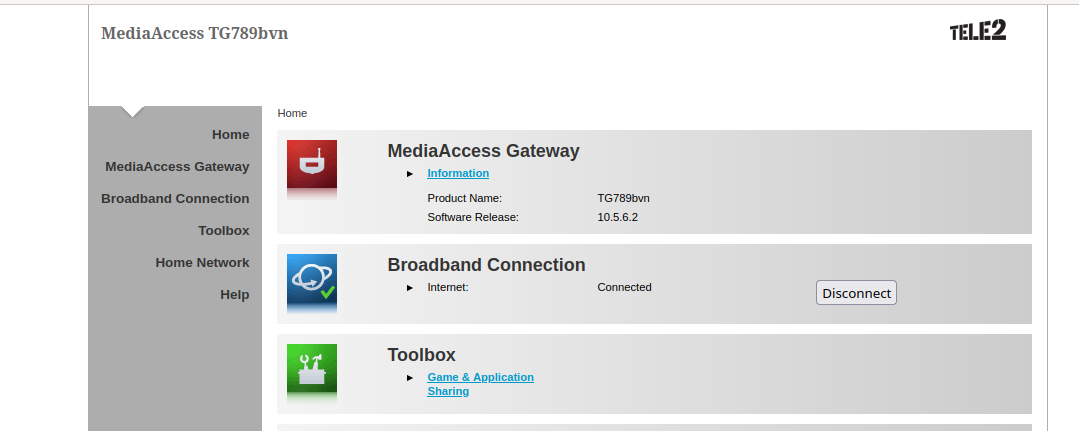 MediaAccess TG789bvn
TELE2
Home
MediaAccess Gateway
Broadband Connection
Toolbox
Home Network
Help
Home
MediaAccess Gateway
Information
Product Name: TG789bvn
Software Release: 10.5.6.2
Broadband Connection
Internet: Connected
Disconnect
Toolbox
Game & Application
Sharing